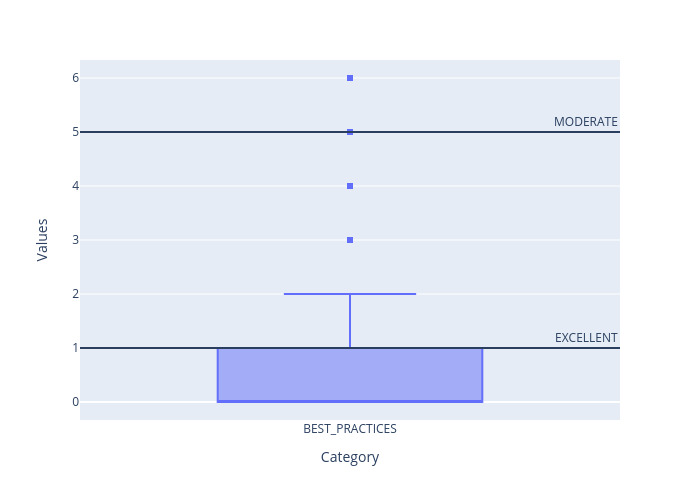 6
MODERATE
5
4
3
Values
2
EXCELLENT
1
0
BEST_PRACTICES
Category